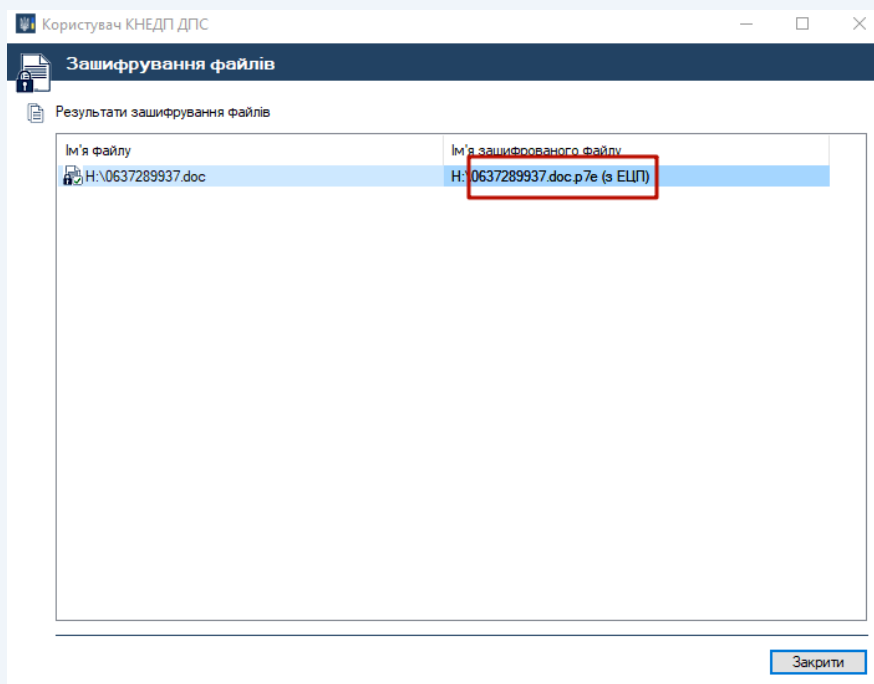 Користувач КНЕДП ДПС
Зашифрування файлів
Результати зашифрування файлів
Ім'я файлу Ім'я зашифрованого файлу
H:\0637289937.doc H:\0637289937.doc.p7e (з ЕЦП)
Закрити